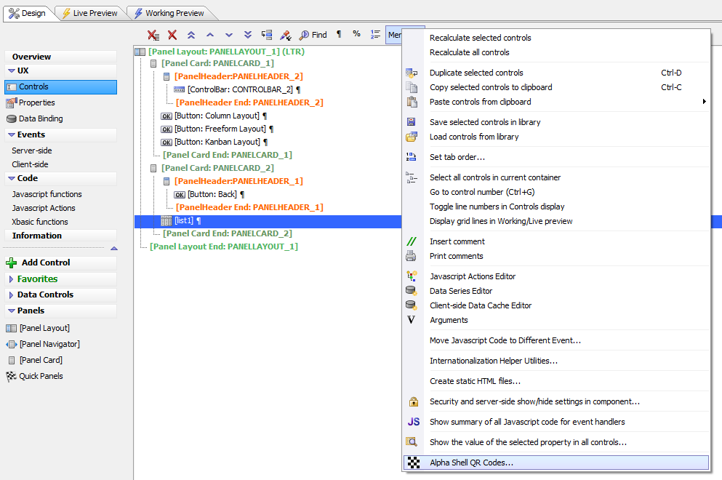 Design
Live Preview
Working Preview
Find
¶
%
Men
Overview
UX
Controls
Properties
Data Binding
Events
Server-side
Client-side
Code
Javascript functions
Javascript Actions
Xbasic functions
Information
Add Control
Favorites
Data Controls
Panels
[Panel Layout]
[Panel Navigator]
[Panel Card]
Quick Panels
[Panel Layout: PANELLAYOUT_1] (LTR)
[Panel Card: PANELCARD_1]
[PanelHeader:PANELHEADER_2]
[ControlBar: CONTROLBAR_2] ¶
[PanelHeader End: PANELHEADER_2]
OK [Button: Column Layout] ¶
OK [Button: Freeform Layout] ¶
OK [Button: Kanban Layout] ¶
[Panel Card End: PANELCARD_1]
[Panel Card: PANELCARD_2]
[PanelHeader:PANELHEADER_1]
OK [Button: Back] ¶
[PanelHeader End: PANELHEADER_1]
[list1] ¶
[Panel Card End: PANELCARD_2]
[Panel Layout End: PANELLAYOUT_1]
Recalculate selected controls
Recalculate all controls
Duplicate selected controls Ctrl-D
Copy selected controls to clipboard Ctrl-C
Paste controls from clipboard
Save selected controls in library
Load controls from library
Set tab order...
Select all controls in current container
Go to control number (Ctrl+G)
Toggle line numbers in Controls display
Display grid lines in Working/Live preview
// Insert comment
Print comments
Javascript Actions Editor
Data Series Editor
Client-side Data Cache Editor
V Arguments
Move Javascript Code to Different Event...
Internationalization Helper Utilities...
Create static HTML files...
Security and server-side show/hide settings in component...
JS Show summary of all Javascript code for event handlers
Show the value of the selected property in all controls...
Alpha Shell QR Codes...